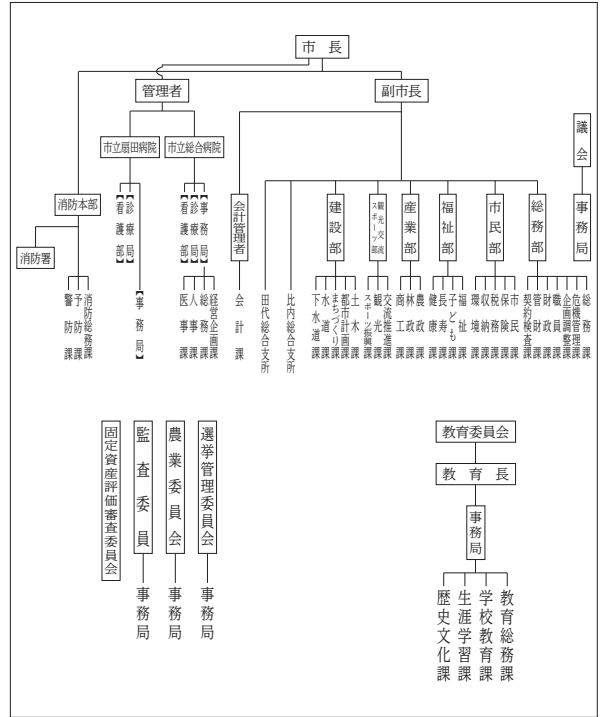 市長
管理者
副市長
議会
事務局
市立扇田病院
市立総合病院
消防本部
消防署
【診療局】
【看護部】
【事務局】
【事務局】
【診療局】
【看護部】
会計管理者
建設部
観光交流
スポーツ部
産業部
福祉部
市民部
総務部
消防総務課
予防課
警防課
経営企画課
総務課
人事課
医事課
会計課
田代総合支所
比内総合支所
土木課
都市計画課
まちづくり課
水道課
下水道課
交流推進課
観光課
スポーツ振興課
農政課
林政課
商工課
福祉課
子ども課
長寿課
健康課
市民課
保険課
税務課
収納課
環境課
総務課
危機管理課
企画調整課
職員課
財政課
管財課
契約検査課
選挙管理委員会
事務局
農業委員会
事務局
監査委員
事務局
固定資産評価審査委員会
教育委員会
教育長
事務局
教育総務課
学校教育課
生涯学習課
歴史文化課